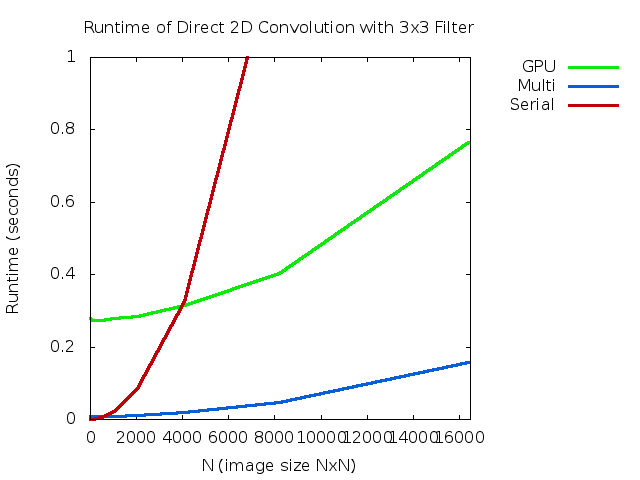 Runtime of Direct 2D Convolution with 3x3 Filter
GPU
Multi
Serial
Runtime (seconds)
1
0.8
0.6
0.4
0.2
0
0 2000 4000 6000 8000 10000 12000 14000 16000
N (image size NxN)